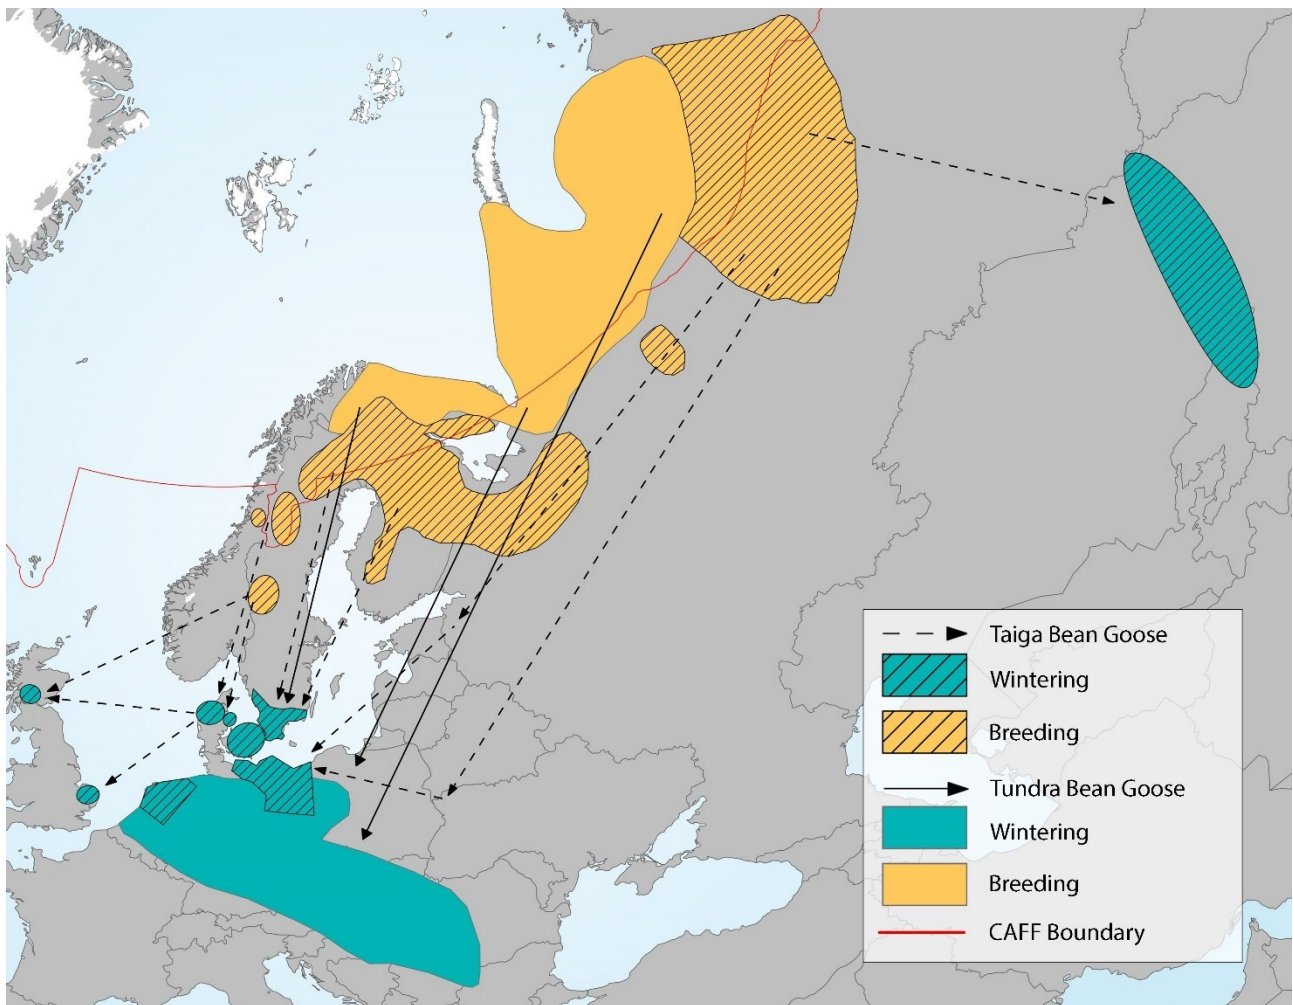 Taiga Bean Goose
Wintering
Breeding
Tundra Bean Goose
Wintering
Breeding
CAFF Boundary